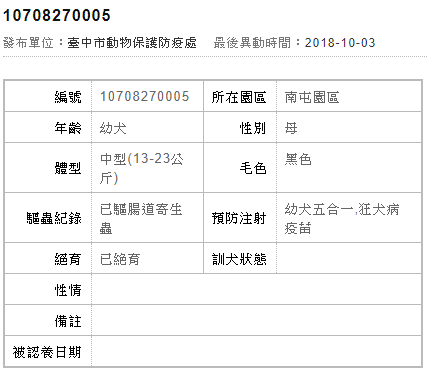 10708270005
發布單位：臺中市動物保護防疫處 最後異動時間：2018-10-03
編號 10708270005 所在園區 南屯園區
年齡 幼犬 性別 母
體型 中型(13-23公斤) 毛色 黑色
驅蟲紀錄 已驅腸道寄生蟲 預防注射 幼犬五合一,狂犬病疫苗
絕育 已絶育 訓犬狀態
性情
備註
被認養日期